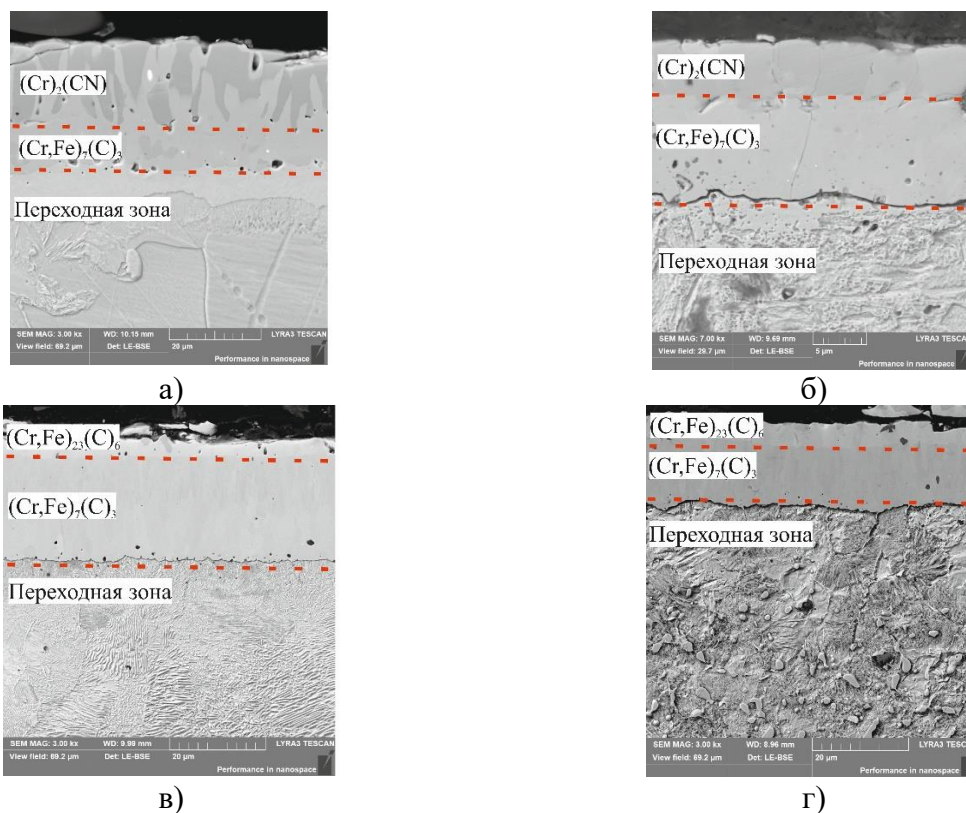 (Cr)₂(CN)
(Cr,Fe)₇(C)₃
Переходная зона
SEM MAG: 3.00 kx WD: 10.15 mm LYRA3 TESCAN
View field: 69.2 µm Det: LE-BSE 20 µm
Performance in nanospace
а)
(Cr)₂(CN)
(Cr,Fe)₇(C)₃
Переходная зона
SEM MAG: 7.00 kx WD: 9.69 mm LYRA3 TESCAN
View field: 29.7 µm Det: LE-BSE 5 µm
Performance in nanospace
б)
(Cr,Fe)₂₃(C)₆
(Cr,Fe)₇(C)₃
Переходная зона
SEM MAG: 3.00 kx WD: 9.99 mm LYRA3 TESCAN
View field: 69.2 µm Det: LE-BSE 20 µm
Performance in nanospace
в)
(Cr,Fe)₂₃(C)₆
(Cr,Fe)₇(C)₃
Переходная зона
SEM MAG: 3.00 kx WD: 8.96 mm LYRA3 TESCAN
View field: 69.2 µm Det: LE-BSE 20 µm
Performance in nanospace
г)